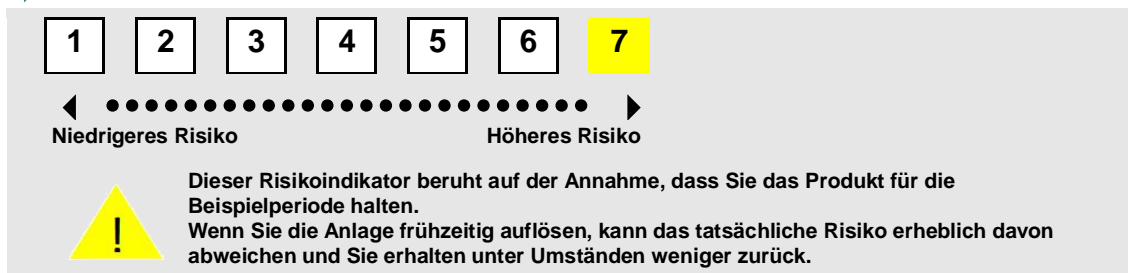 1 2 3 4 5 6 7
Niedrigeres Risiko Höheres Risiko
Dieser Risikoindikator beruht auf der Annahme, dass Sie das Produkt für die
Beispielperiode halten.
! Wenn Sie die Anlage frühzeitig auflösen, kann das tatsächliche Risiko erheblich davon
abweichen und Sie erhalten unter Umständen weniger zurück.